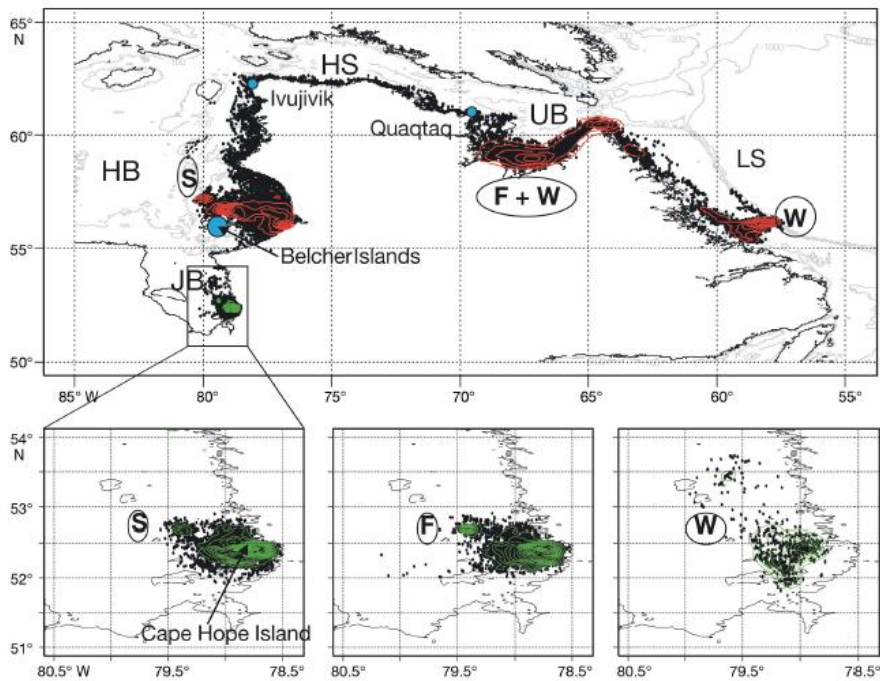 65°
N
HS
Ivujivik
Quaqtaq
UB
60°
HB
S
F + W
LS
W
55°
Belcher Islands
JB
50°
85° W 80° 75° 70° 65° 60° 55°
54°
N
53°
52°
51°
S
F
W
Cape Hope Island
80.5° W 79.5° 78.5°
80.5° 79.5° 78.5°
80.5° 79.5° 78.5°